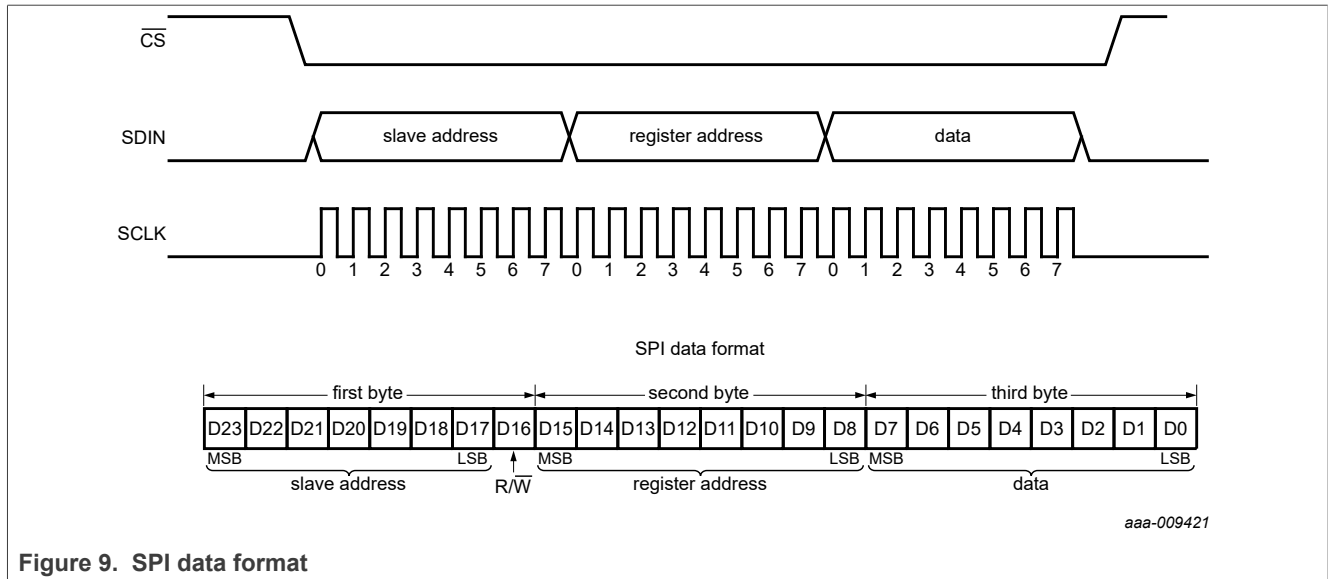 CS
SDIN slave address register address data
SCLK
0 1 2 3 4 5 6 7 0 1 2 3 4 5 6 7 0 1 2 3 4 5 6 7
SPI data format
first byte second byte third byte
D23 D22 D21 D20 D19 D18 D17 D16 D15 D14 D13 D12 D11 D10 D9 D8 D7 D6 D5 D4 D3 D2 D1 D0
MSB LSB MSB LSB MSB LSB
slave address R/W register address data
aaa-009421
Figure 9. SPI data format